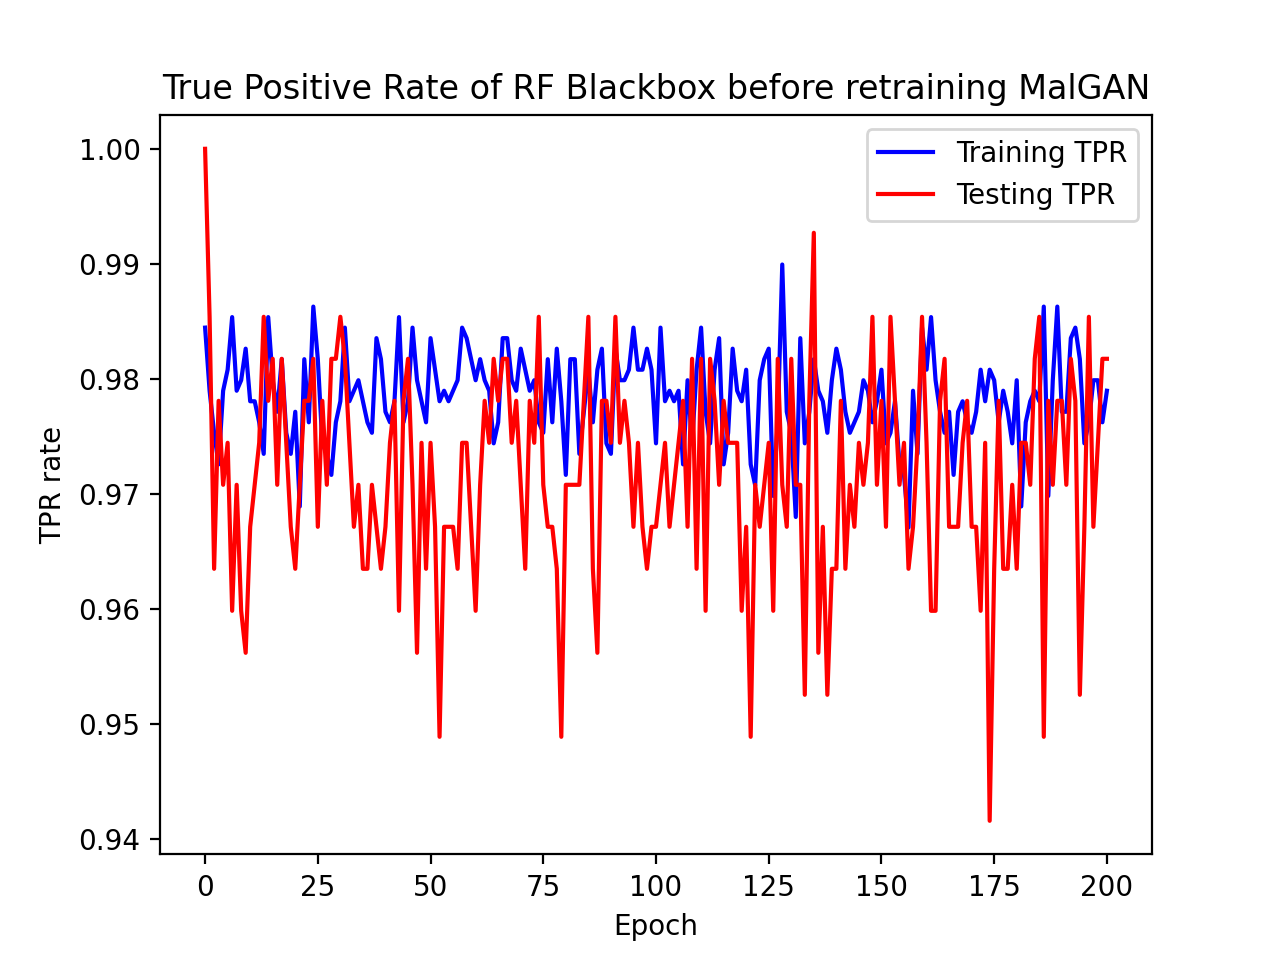 True Positive Rate of RF Blackbox before retraining MalGAN
Training TPR
Testing TPR
1.00
0.99
0.98
0.97
0.96
0.95
0.94
TPR rate
0 25 50 75 100 125 150 175 200
Epoch